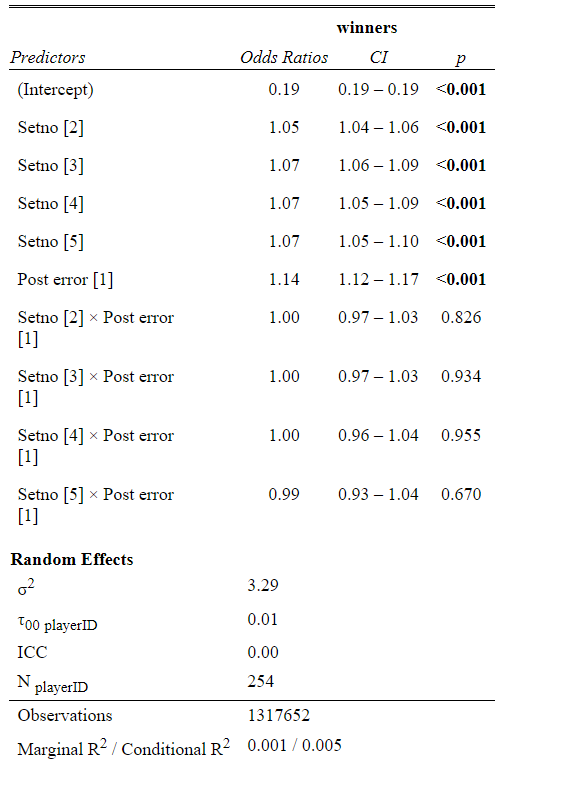 winners
Predictors Odds Ratios CI p
(Intercept) 0.19 0.19 – 0.19 <0.001
Setno [2] 1.05 1.04 – 1.06 <0.001
Setno [3] 1.07 1.06 – 1.09 <0.001
Setno [4] 1.07 1.05 – 1.09 <0.001
Setno [5] 1.07 1.05 – 1.10 <0.001
Post error [1] 1.14 1.12 – 1.17 <0.001
Setno [2] × Post error 1.00 0.97 – 1.03 0.826
[1]
Setno [3] × Post error 1.00 0.97 – 1.03 0.934
[1]
Setno [4] × Post error 1.00 0.96 – 1.04 0.955
[1]
Setno [5] × Post error 0.99 0.93 – 1.04 0.670
[1]
Random Effects
σ² 3.29
τ00 playerID 0.01
ICC 0.00
N playerID 254
Observations 1317652
Marginal R² / Conditional R² 0.001 / 0.005